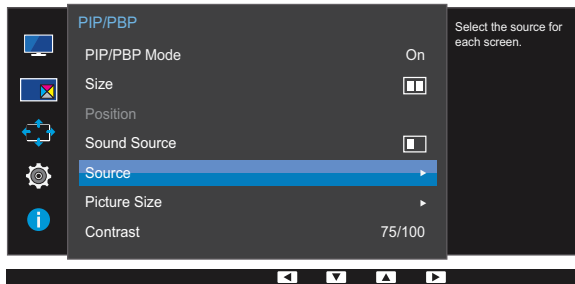 PIP/PBP
PIP/PBP Mode On
Size
Position
Sound Source
Source
Picture Size
Contrast 75/100
Select the source for
each screen.